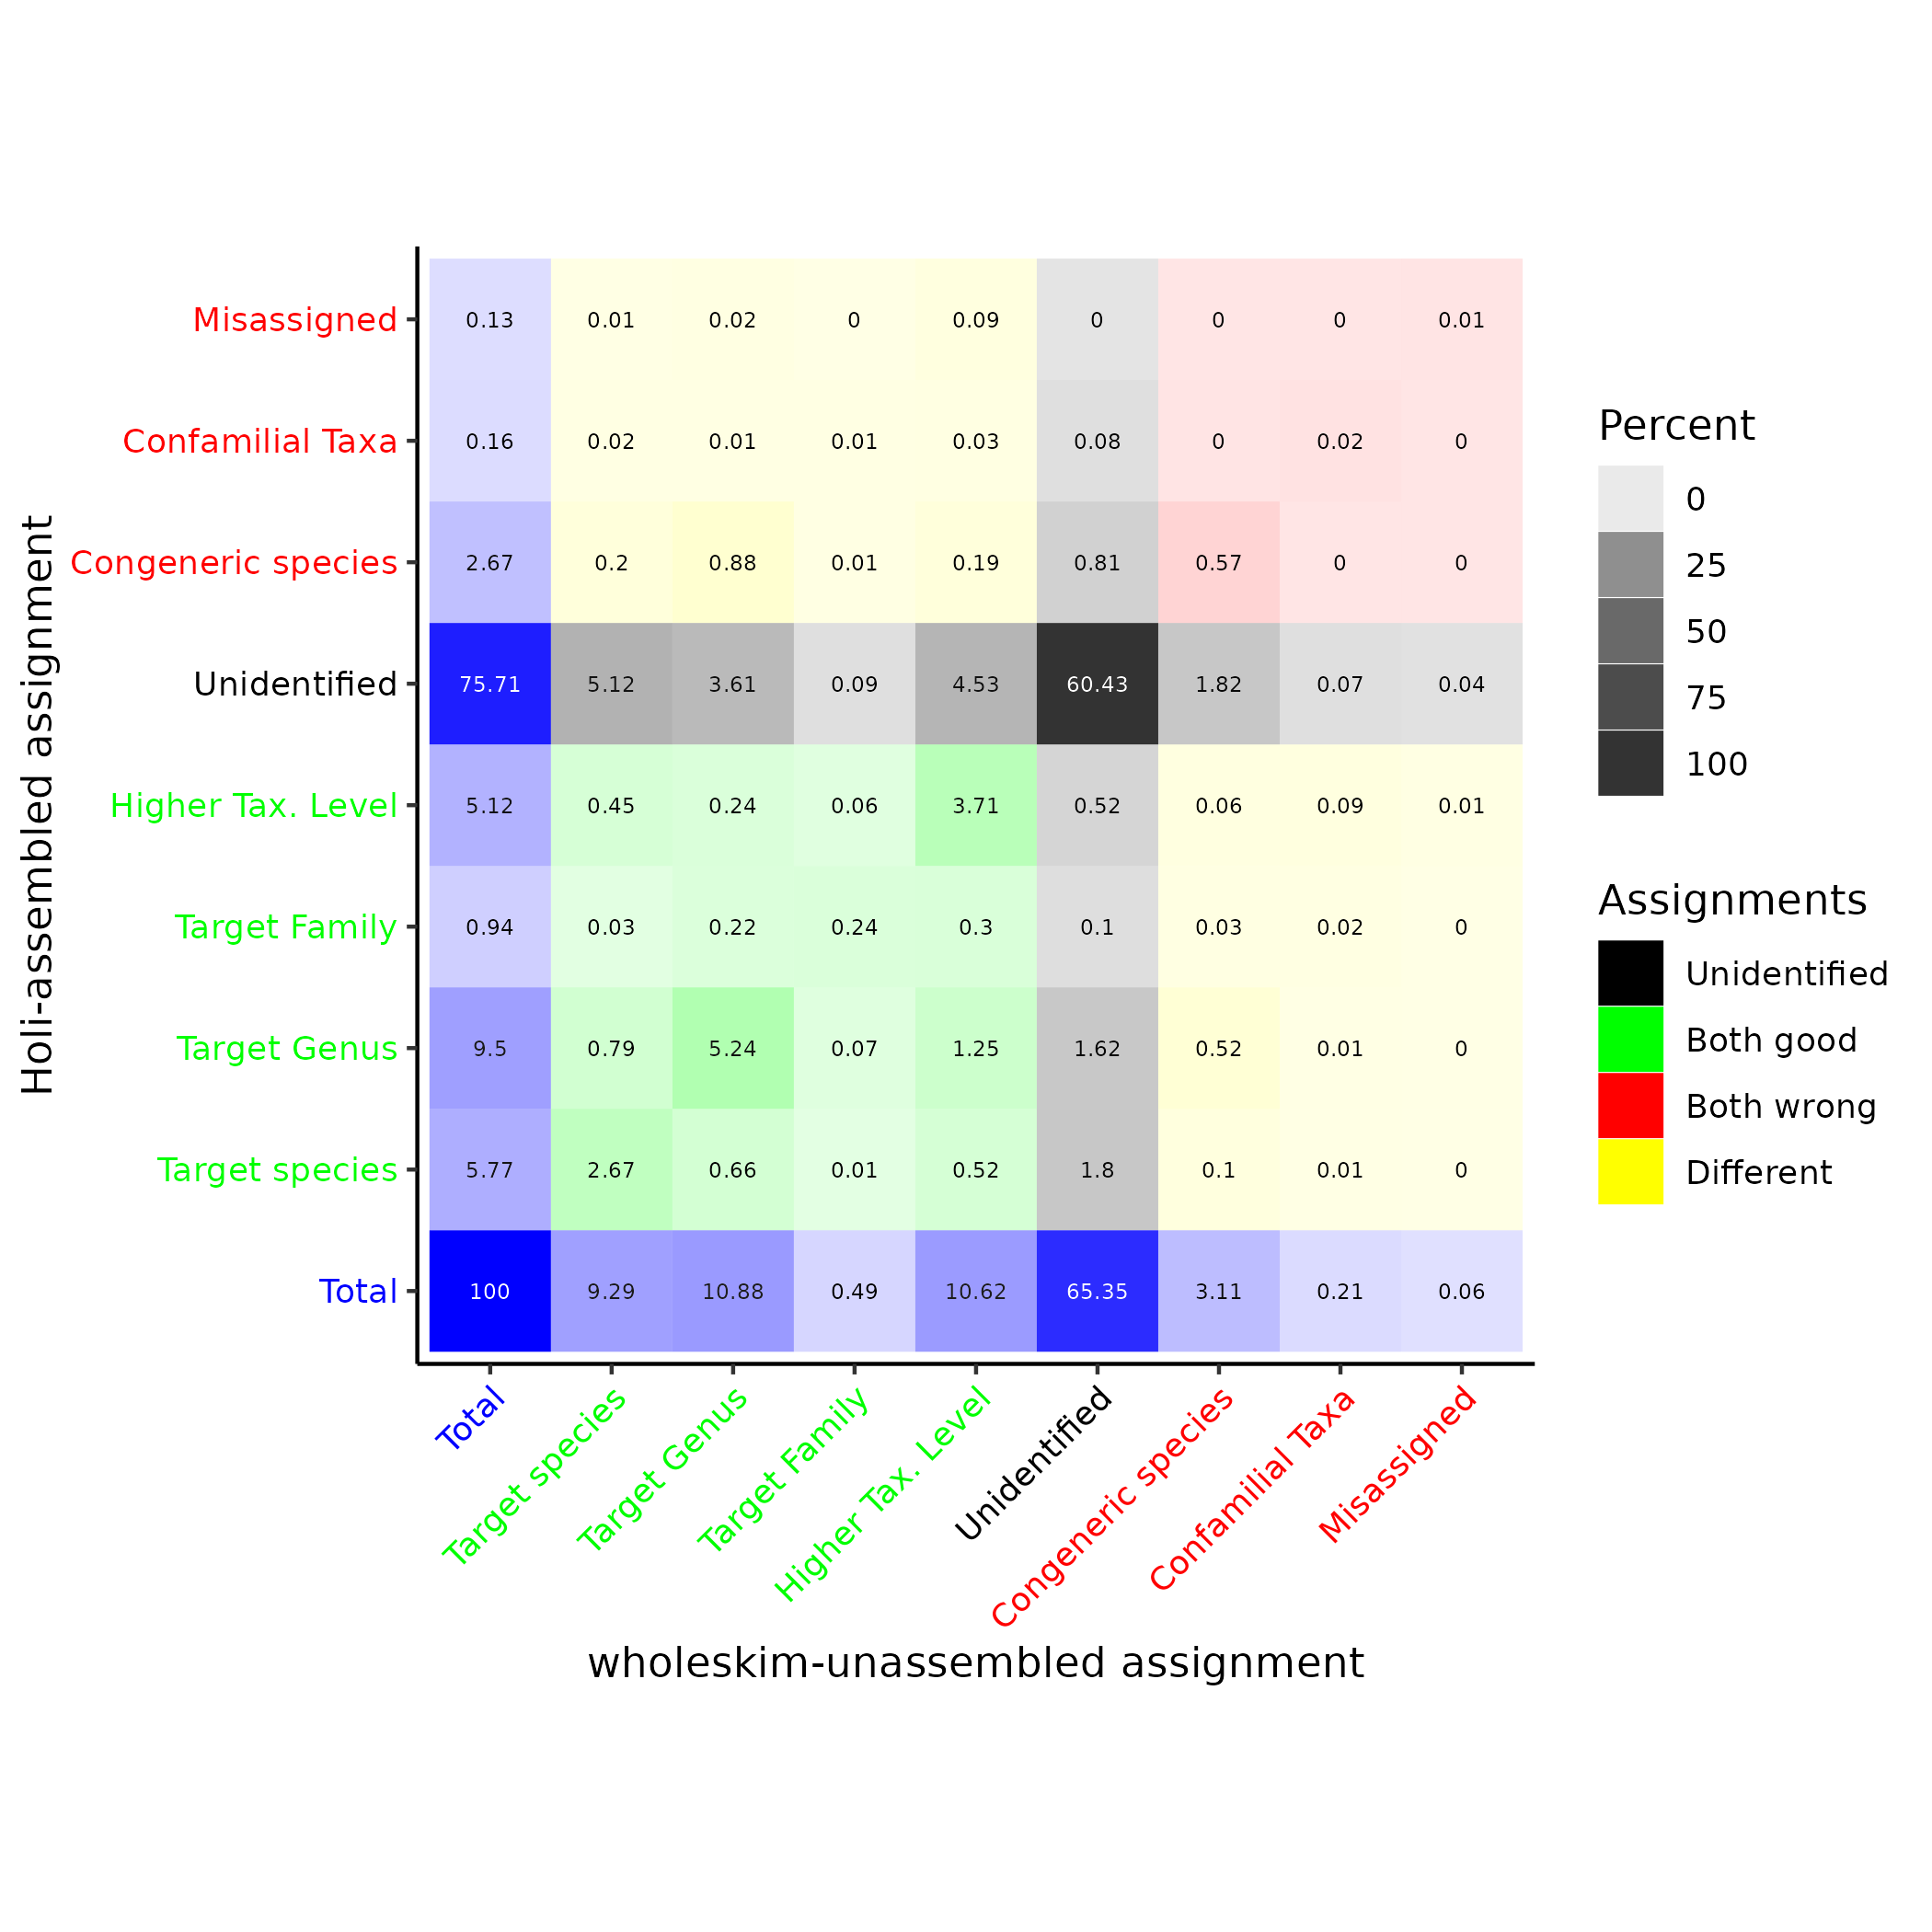 Holi-assembled assignment
Misassigned 0.13 0.01 0.02 0 0.09 0 0 0 0.01
Confamilial Taxa 0.16 0.02 0.01 0.01 0.03 0.08 0 0.02 0
Congeneric species 2.67 0.2 0.88 0.01 0.19 0.81 0.57 0 0
Unidentified 75.71 5.12 3.61 0.09 4.53 60.43 1.82 0.07 0.04
Higher Tax. Level 5.12 0.45 0.24 0.06 3.71 0.52 0.06 0.09 0.01
Target Family 0.94 0.03 0.22 0.24 0.3 0.1 0.03 0.02 0
Target Genus 9.5 0.79 5.24 0.07 1.25 1.62 0.52 0.01 0
Target species 5.77 2.67 0.66 0.01 0.52 1.8 0.1 0.01 0
Total 100 9.29 10.88 0.49 10.62 65.35 3.11 0.21 0.06
Total
Target species
Target Genus
Target Family
Higher Tax. Level
Unidentified
Congeneric species
Confamilial Taxa
Misassigned
wholeskim-unassembled assignment
Percent
0
25
50
75
100
Assignments
Unidentified
Both good
Both wrong
Different